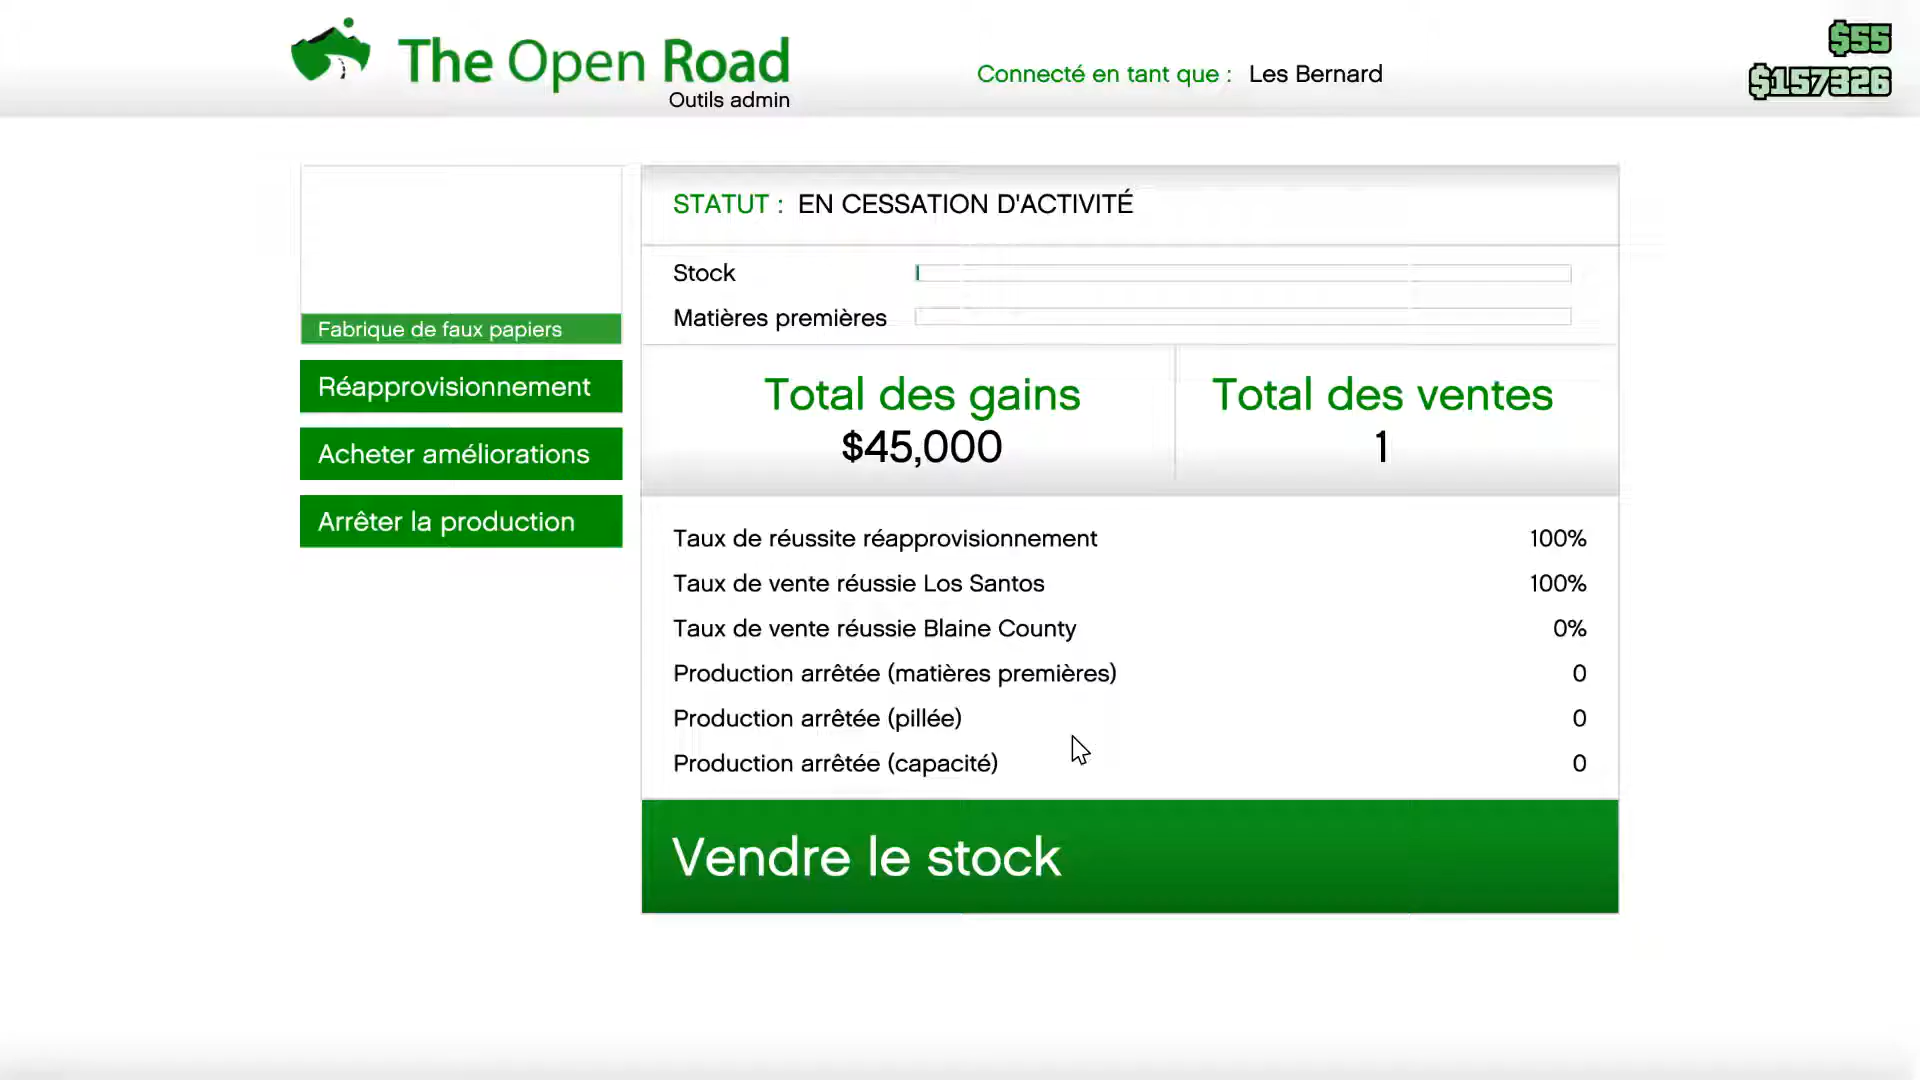 The Open Road
Outils admin
Connecté en tant que : Les Bernard
$55
$157326
Fabrique de faux papiers
Réapprovisionnement
Acheter améliorations
Arrêter la production
STATUT : EN CESSATION D'ACTIVITÉ
Stock
Matières premières
Total des gains
$45,000
Total des ventes
1
Taux de réussite réapprovisionnement 100%
Taux de vente réussie Los Santos 100%
Taux de vente réussie Blaine County 0%
Production arrêtée (matières premières) 0
Production arrêtée (pillée) 0
Production arrêtée (capacité) 0
Vendre le stock